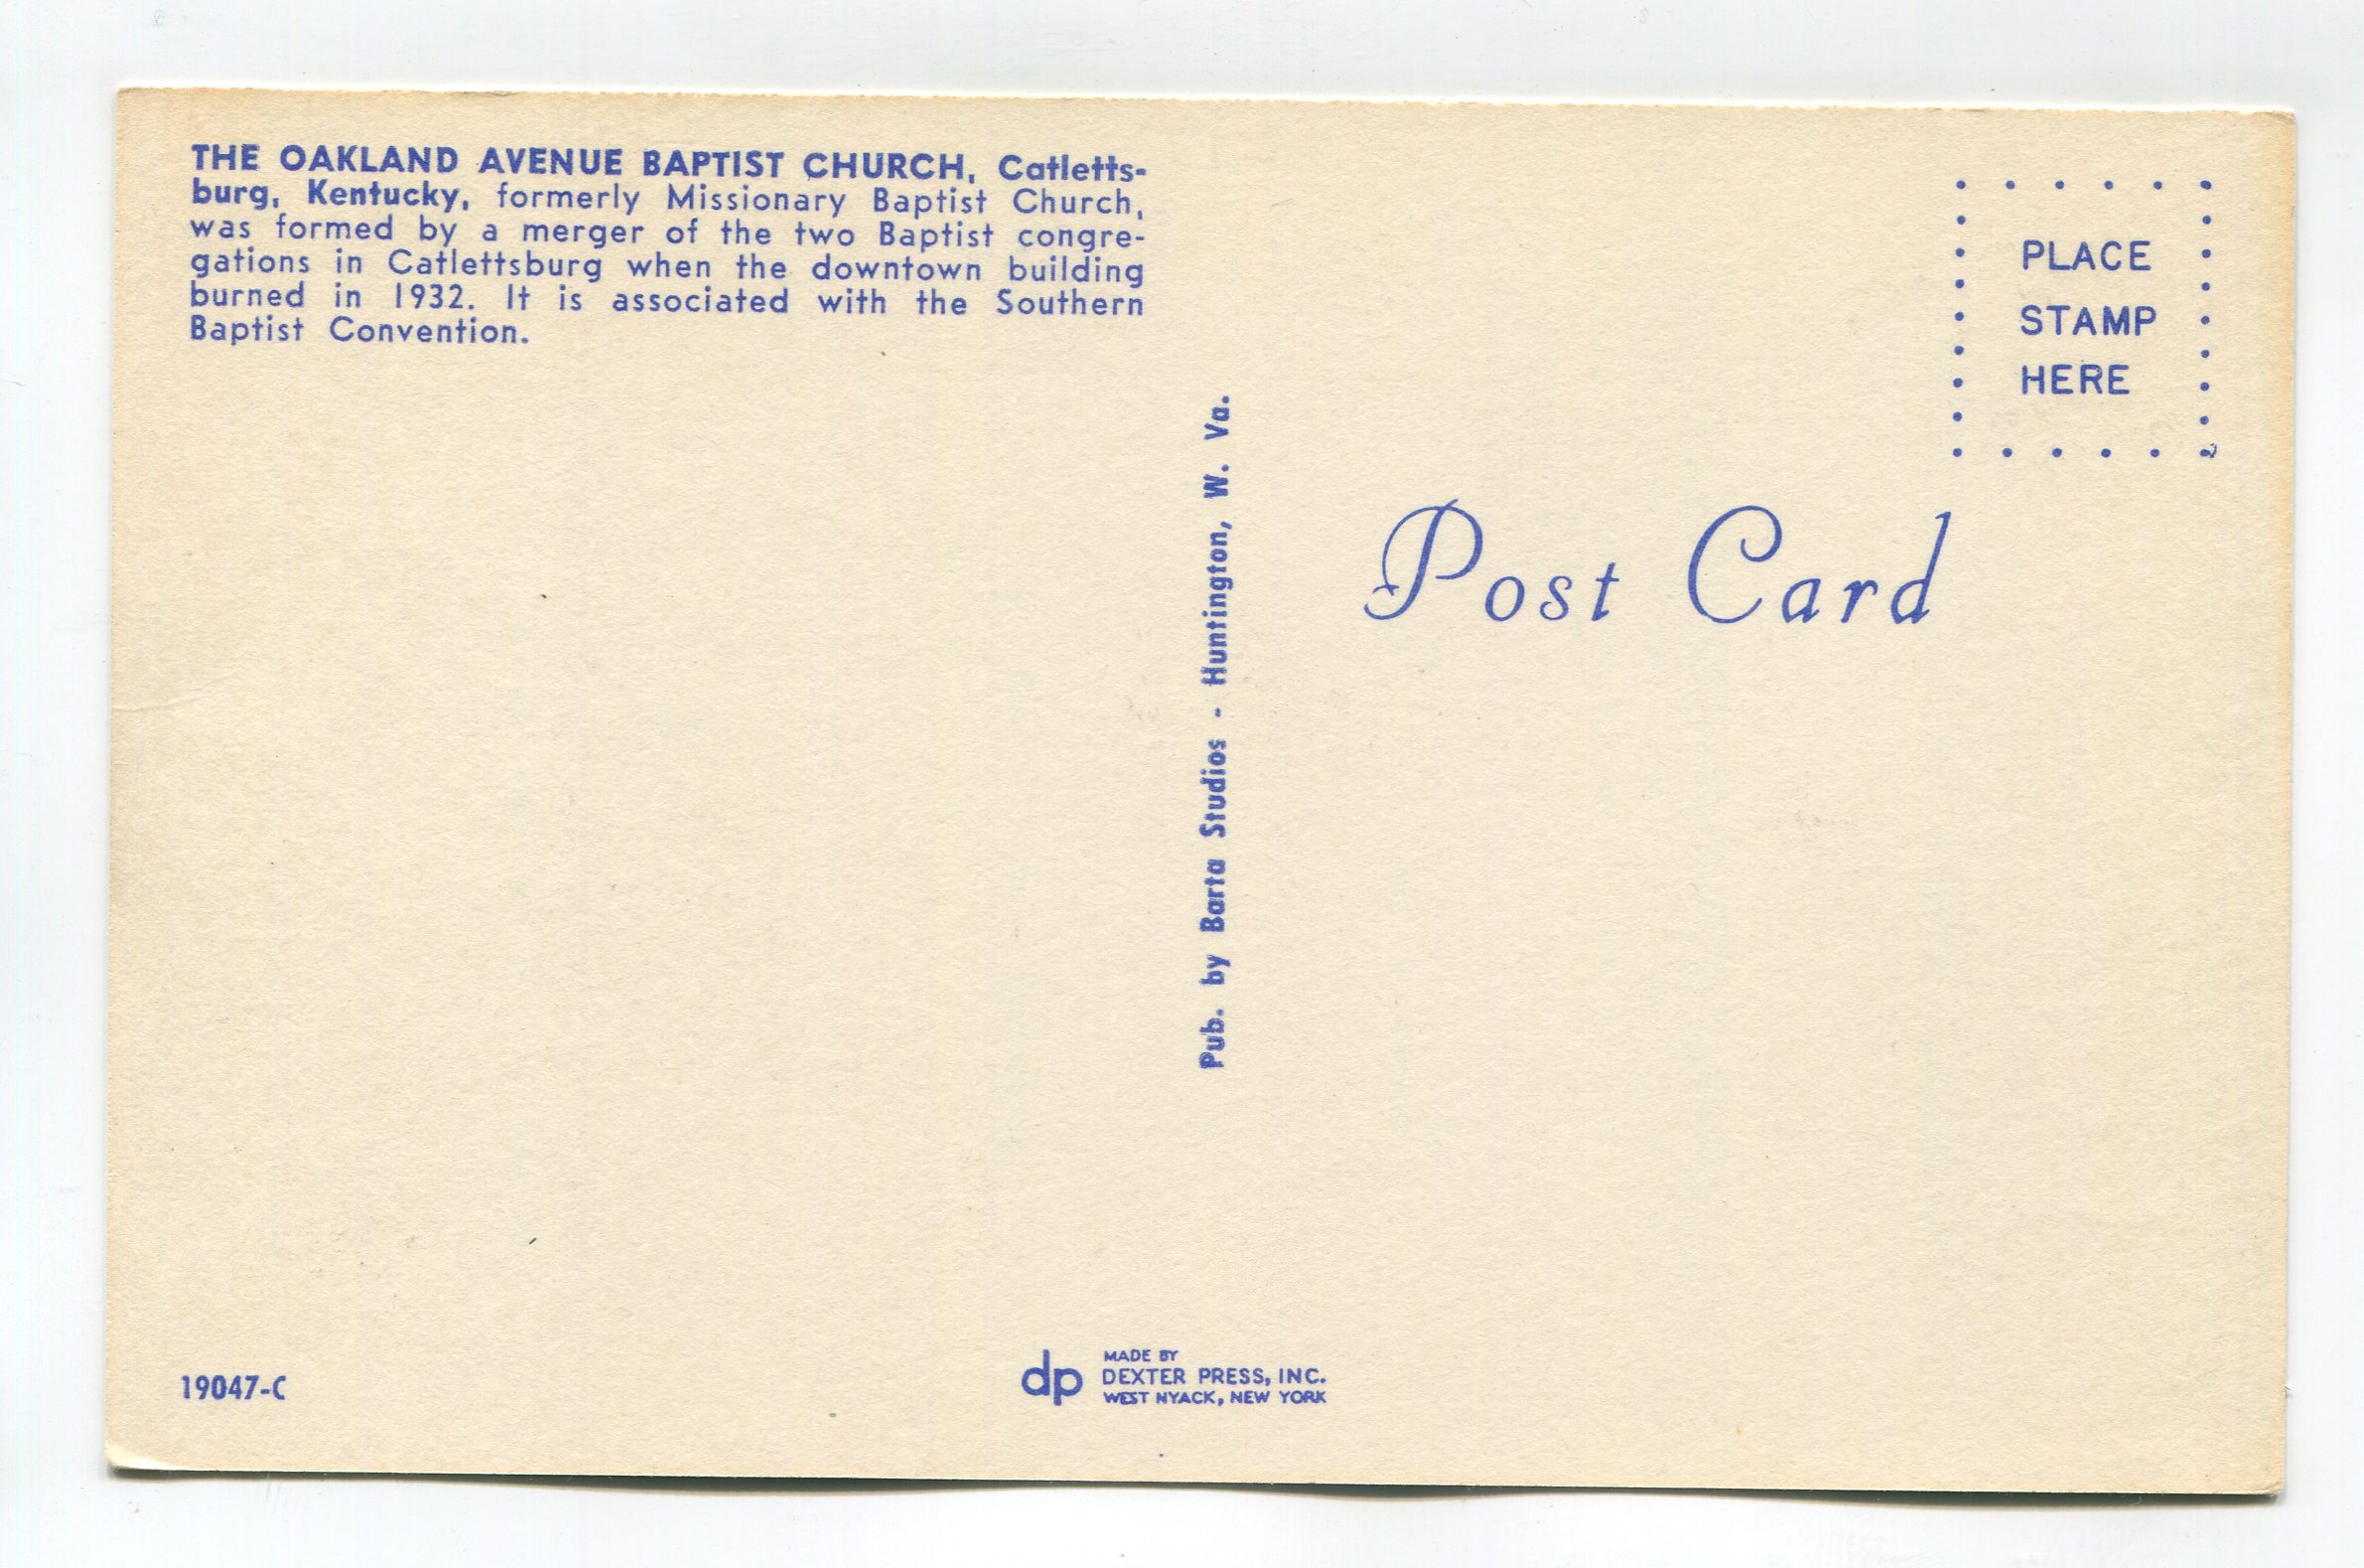 THE OAKLAND AVENUE BAPTIST CHURCH, Catletts-
burg, Kentucky, formerly Missionary Baptist Church,
was formed by a merger of the two Baptist congre-
gations in Catlettsburg when the downtown building
burned in 1932. It is associated with the Southern
Baptist Convention.
PLACE
STAMP
HERE
Post Card
Pub. by Barta Studios - Huntington, W. Va.
19047-C
dp
MADE BY
DEXTER PRESS, INC.
WEST NYACK, NEW YORK